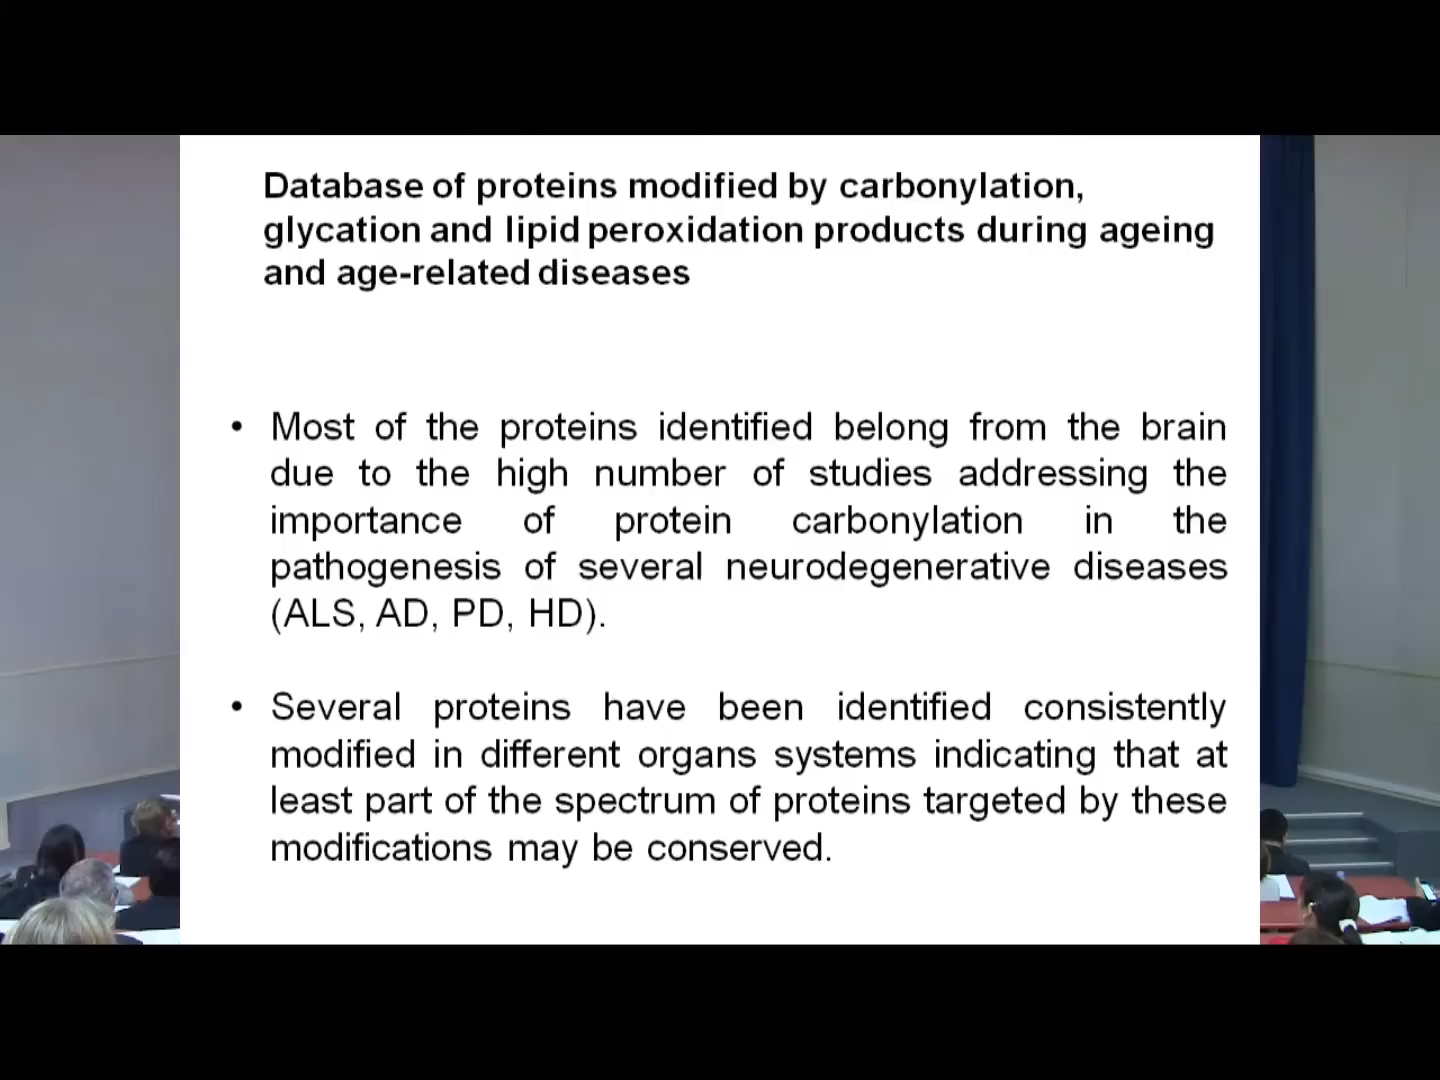 Database of proteins modified by carbonylation,
glycation and lipid peroxidation products during ageing
and age-related diseases
• Most of the proteins identified belong from the brain
due to the high number of studies addressing the
importance of protein carbonylation in the
pathogenesis of several neurodegenerative diseases
(ALS, AD, PD, HD).
• Several proteins have been identified consistently
modified in different organs systems indicating that at
least part of the spectrum of proteins targeted by these
modifications may be conserved.